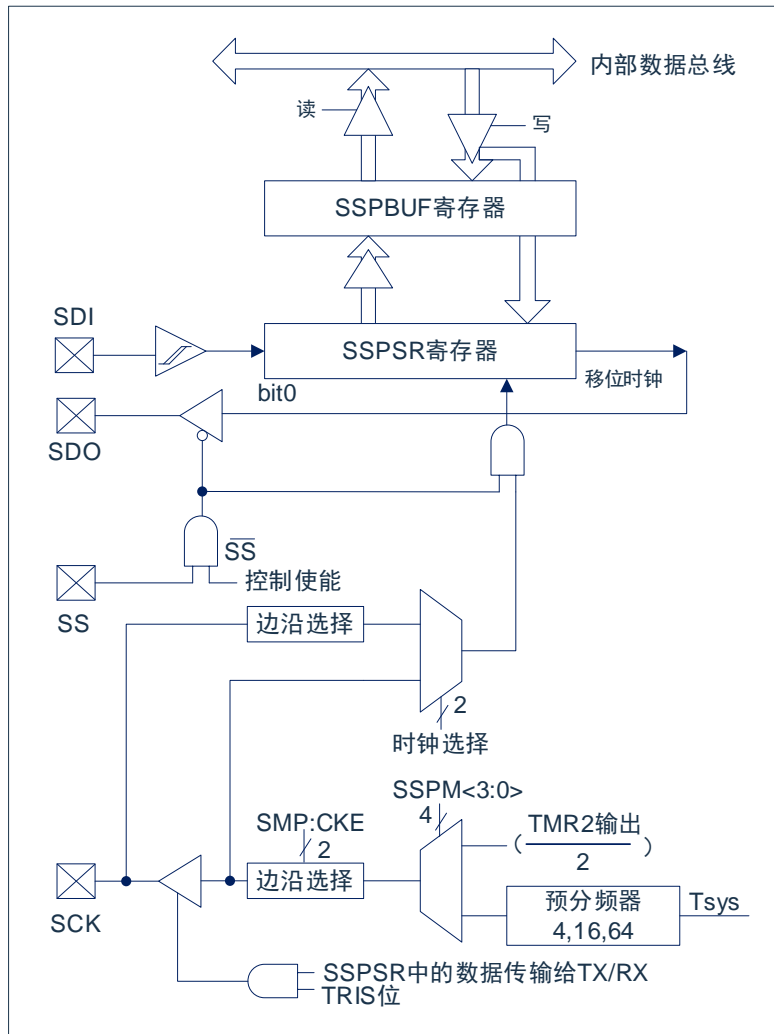 内部数据总线
读
写
SSPBUF寄存器
SDI
SSPSR寄存器
bit0
移位时钟
SDO
SS
控制使能
SS
边沿选择
2
时钟选择
SSPM<3:0>
4
SMP:CKE
2
(TMR2输出
2)
边沿选择
预分频器
4,16,64
Tsys
SCK
SSPSR中的数据传输给TX/RX
TRIS位